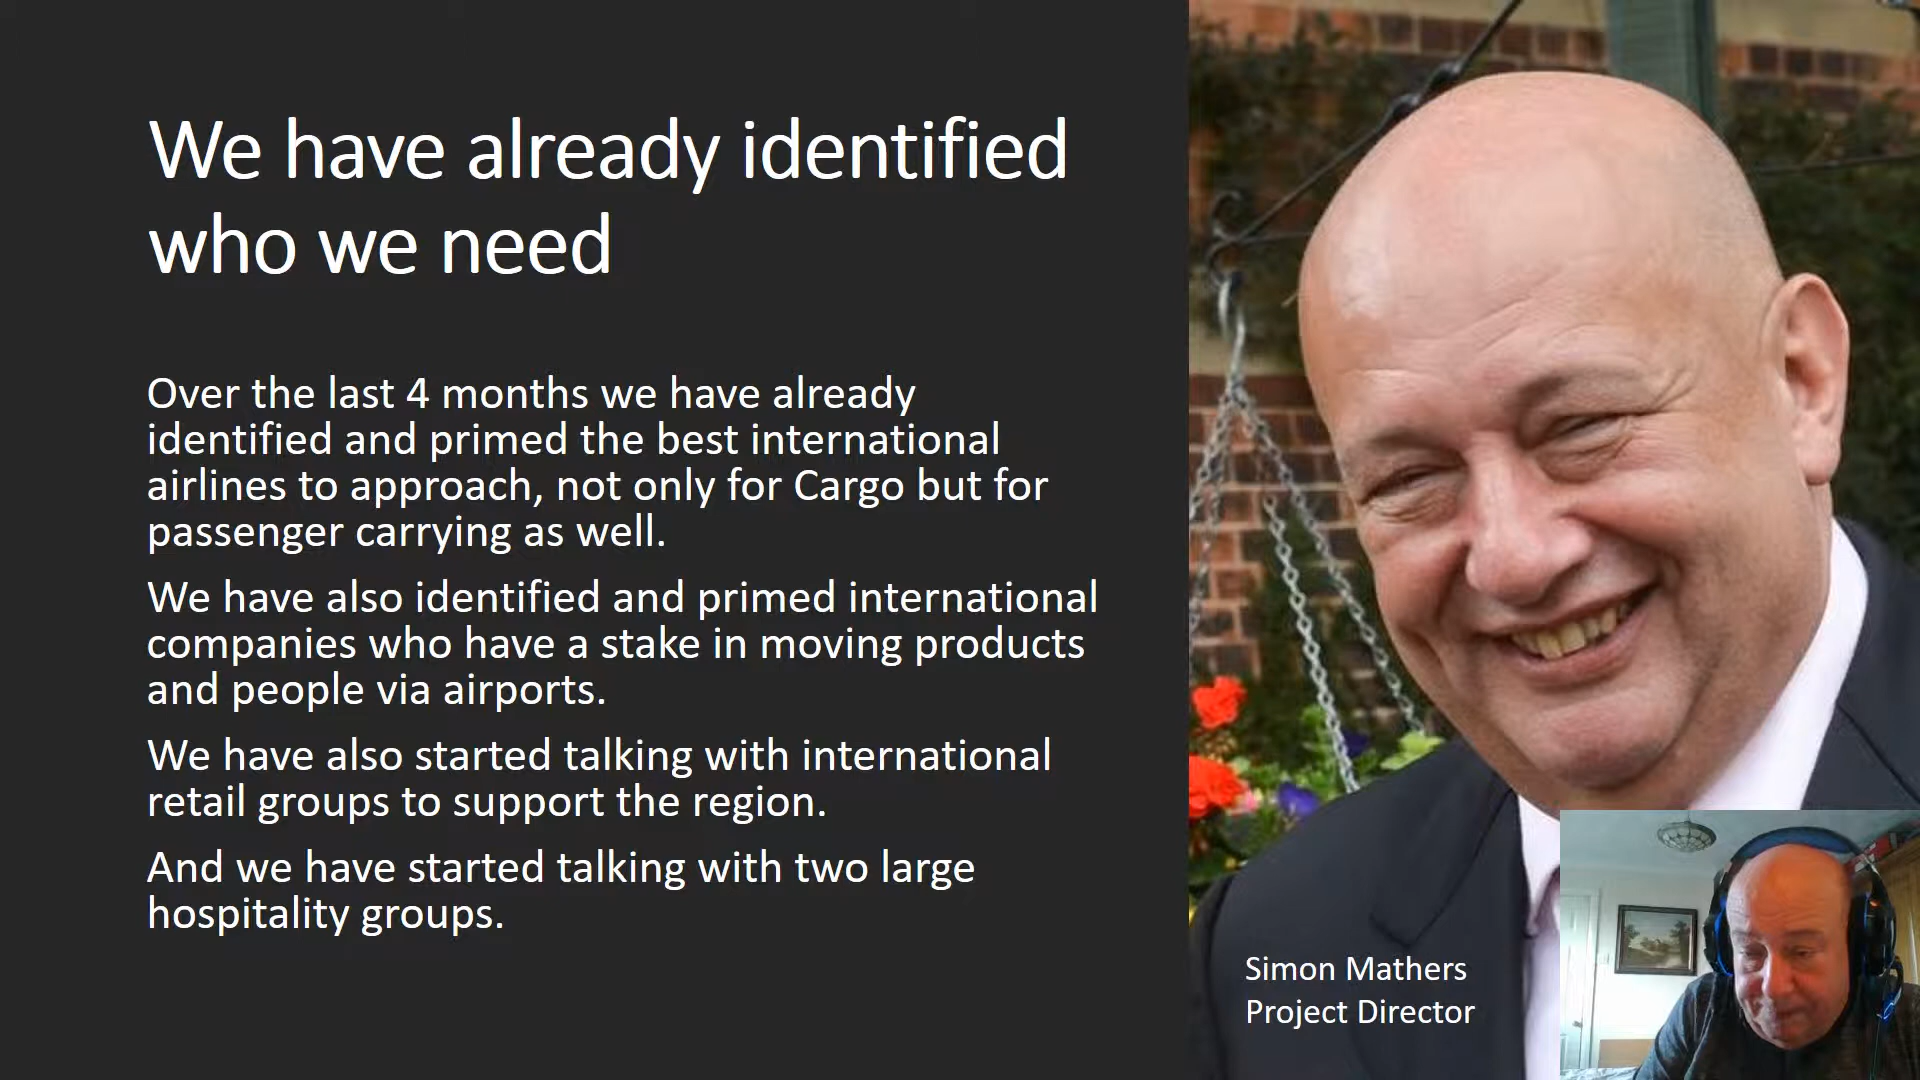 We have already identified
who we need
Over the last 4 months we have already
identified and primed the best international
airlines to approach, not only for Cargo but for
passenger carrying as well.
We have also identified and primed international
companies who have a stake in moving products
and people via airports.
We have also started talking with international
retail groups to support the region.
And we have started talking with two large
hospitality groups.
Simon Mathers
Project Director